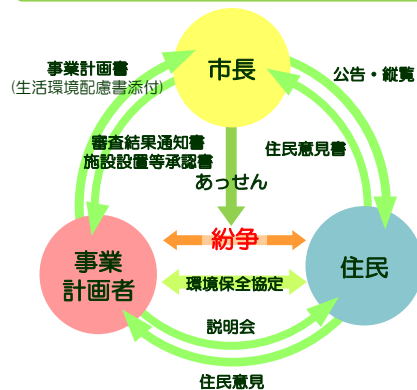 事業計画書
(生活環境配慮書添付)
市長
公告・縦覧
審査結果通知書
施設設置等承認書
住民意見書
あっせん
紛争
事業
計画者
住民
環境保全協定
説明会
住民意見